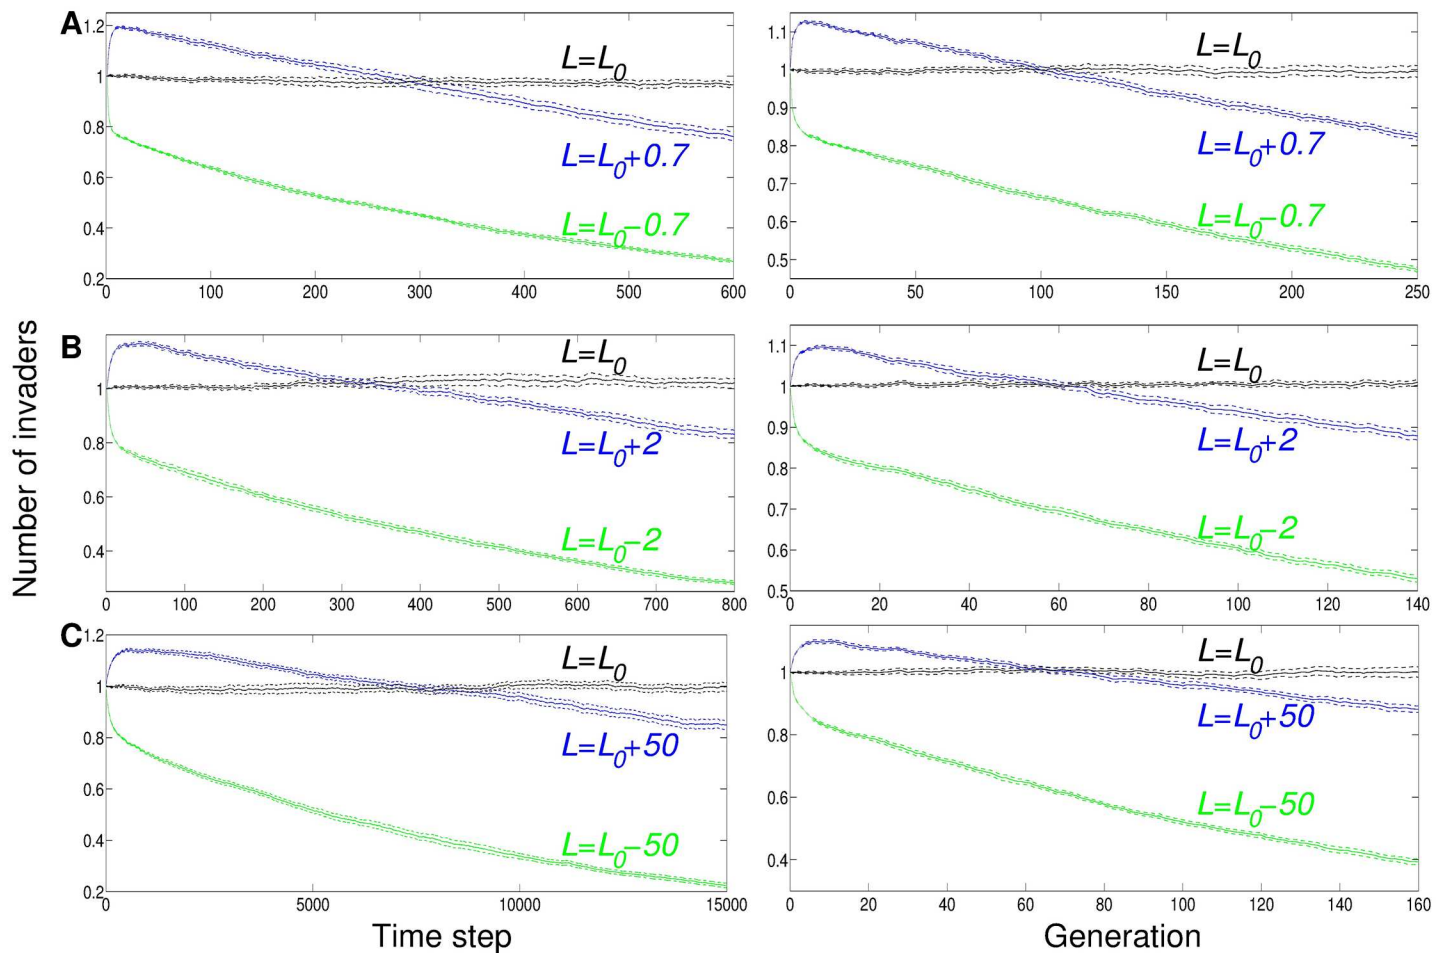 A
1.2
1
0.8
0.6
0.4
0.2
0 100 200 300 400 500 600
L=L0
L=L0+0.7
L=L0−0.7
1.1
1
0.9
0.8
0.7
0.6
0.5
0 50 100 150 200 250
L=L0
L=L0+0.7
L=L0−0.7
B
1
0.8
0.6
0.4
0 100 200 300 400 500 600 700 800
L=L0
L=L0+2
L=L0−2
1.1
1
0.9
0.8
0.7
0.6
0.5
0 20 40 60 80 100 120 140
L=L0
L=L0+2
L=L0−2
C
1.2
1
0.8
0.6
0.4
0.2
0 5000 10000 15000
L=L0
L=L0+50
L=L0−50
1
0.8
0.6
0.4
0 20 40 60 80 100 120 140 160
L=L0
L=L0+50
L=L0−50
Number of invaders
Time step
Generation